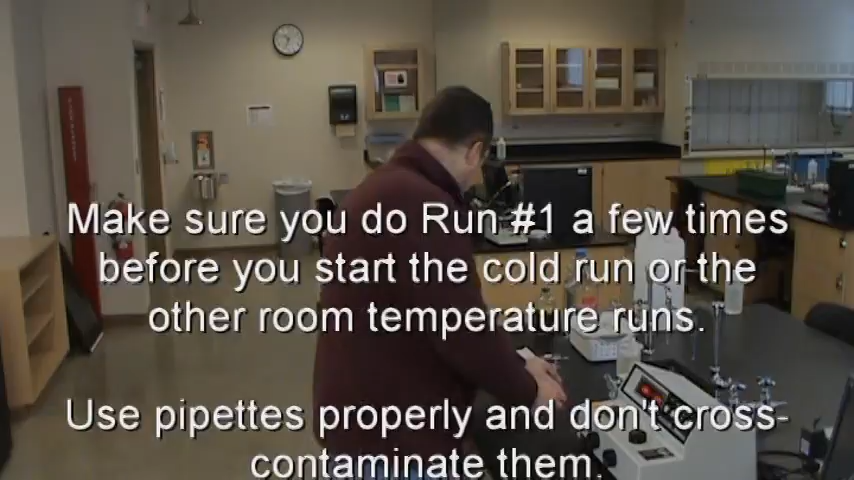 Make sure you do Run #1 a few times
before you start the cold run or the
other room temperature runs.
Use pipettes properly and don't cross-
contaminate them.